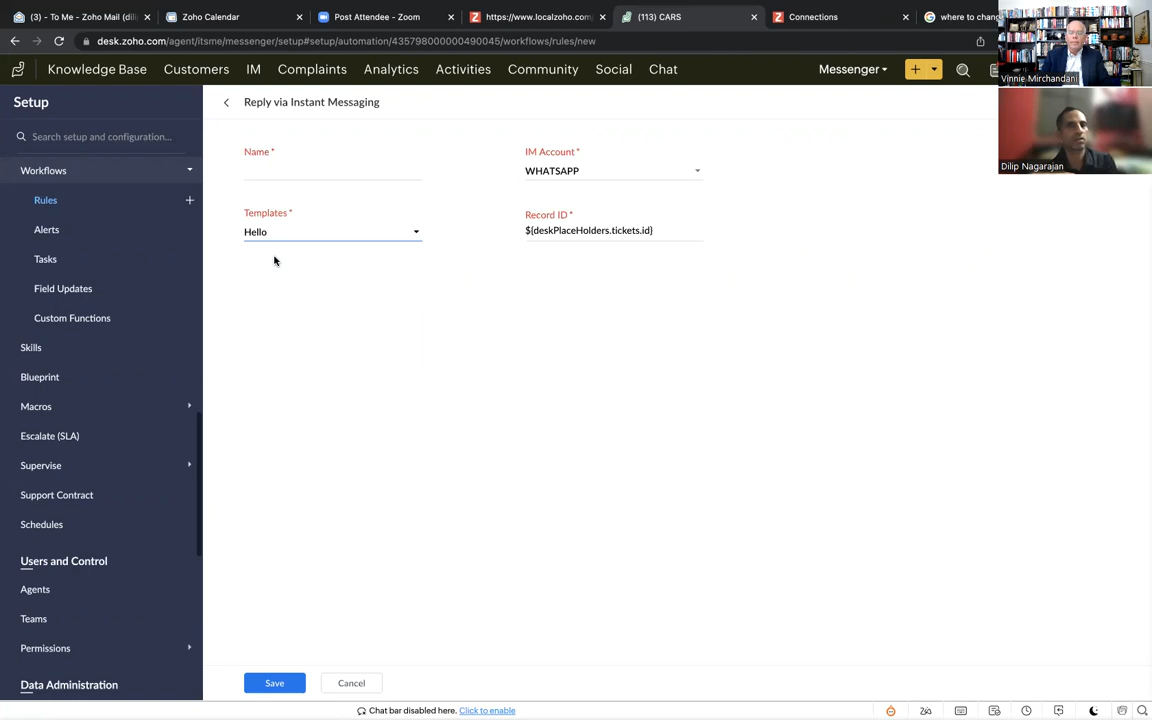 (3) - To Me - Zoho Mail (dili
Zoho Calendar
Post Attendee - Zoom
https://www.localzoho.com
(113) CARS
Connections
where to chang
desk.zoho.com/agent/itsme/messenger/setup#setup/automation/435798000000490045/workflows/rules/new
Knowledge Base
Customers
IM
Complaints
Analytics
Activities
Community
Social
Chat
Messenger
Vinnie Mirchandani
Dilip Nagarajan
Setup
Search setup and configuration...
Workflows
Rules
Alerts
Tasks
Field Updates
Custom Functions
Skills
Blueprint
Macros
Escalate (SLA)
Supervise
Support Contract
Schedules
Users and Control
Agents
Teams
Permissions
Data Administration
Reply via Instant Messaging
Name *
IM Account *
WHATSAPP
Templates *
Hello
Record ID *
${deskPlaceHolders.tickets.id}
Save
Cancel
Chat bar disabled here. Click to enable